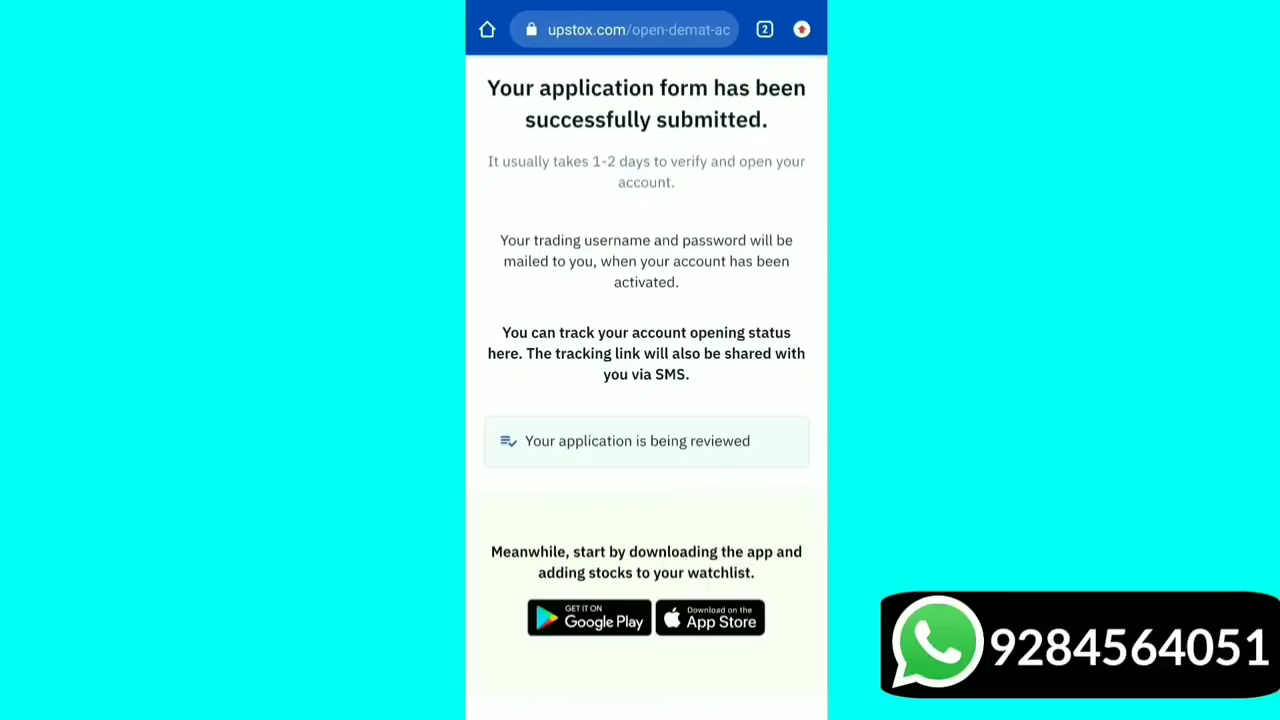 upstox.com/open-demat-ac
2
Your application form has been
successfully submitted.
It usually takes 1-2 days to verify and open your
account.
Your trading username and password will be
mailed to you, when your account has been
activated.
You can track your account opening status
here. The tracking link will also be shared with
you via SMS.
Your application is being reviewed
Meanwhile, start by downloading the app and
adding stocks to your watchlist.
GET IT ON
Google Play
Download on the
App Store
9284564051